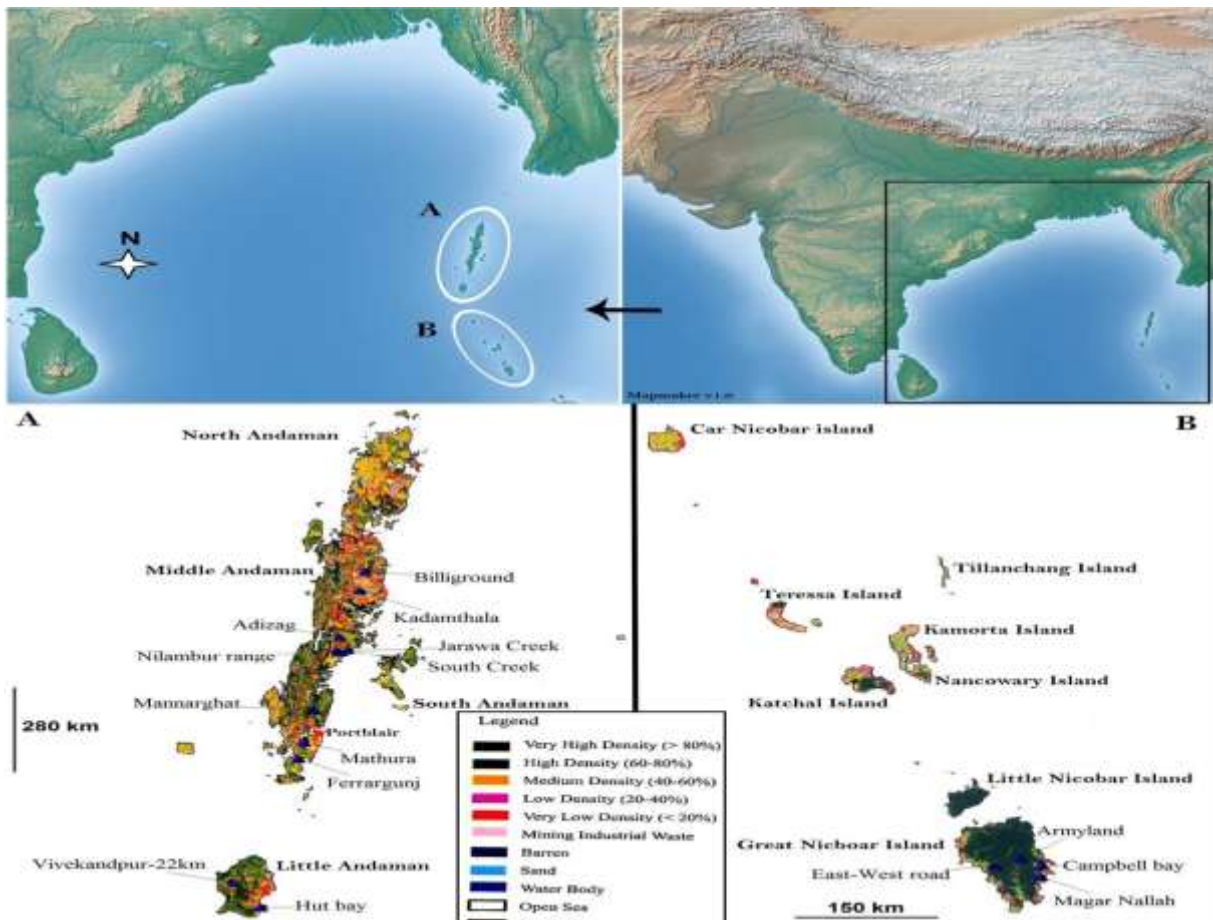 A
N
B
Mapmaker v1.0
A
North Andaman
Middle Andaman
Billiground
Kadamthala
Adizag
Jarawa Creek
Nilambur range
South Creek
Mannarghat
South Andaman
280 km
Portblair
Mathura
Ferrargunj
Vivekandpur-22km
Little Andaman
Hut bay
Legend
Very High Density (> 80%)
High Density (60-80%)
Medium Density (40-60%)
Low Density (20-40%)
Very Low Density (< 20%)
Mining Industrial Waste
Barren
Sand
Water Body
Open Sea
B
Car Nicobar island
Tillanchang Island
Teressa Island
Kamorta Island
Nancowary Island
Katchal Island
Little Nicobar Island
Armyland
Great Nicboar Island
Campbell bay
East-West road
Magar Nallah
150 km